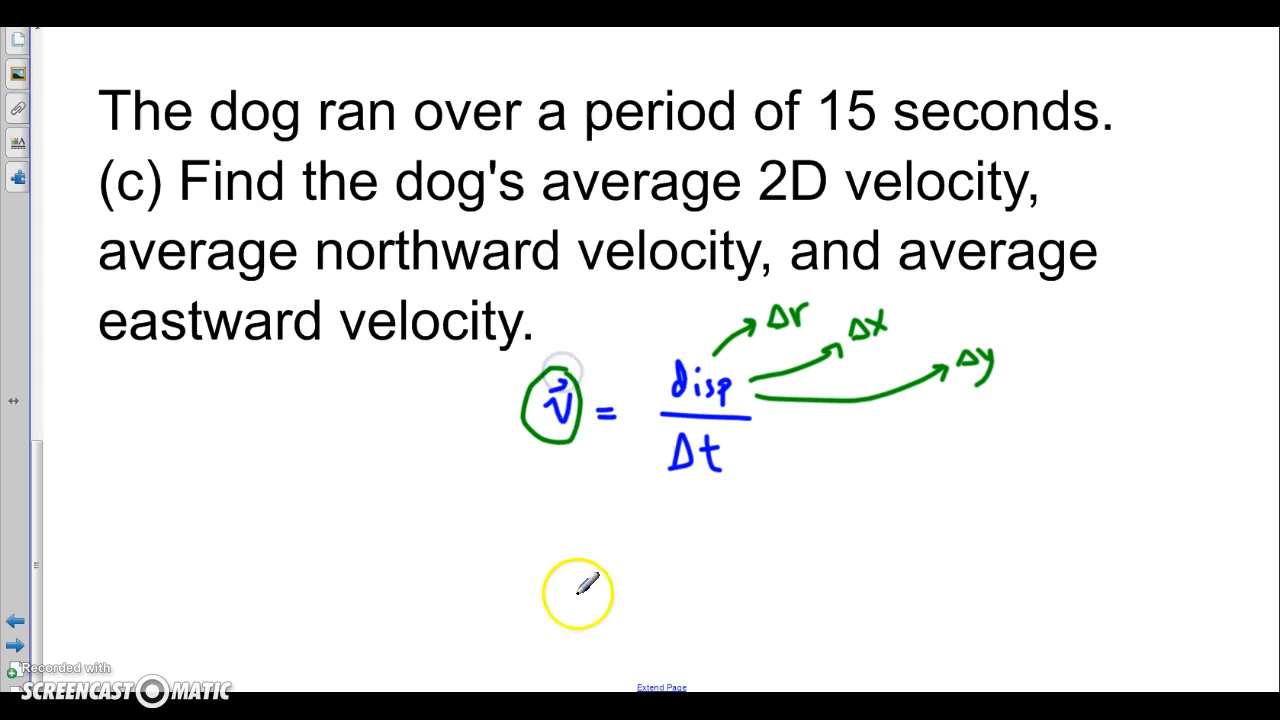 The dog ran over a period of 15 seconds.
(c) Find the dog's average 2D velocity,
average northward velocity, and average
eastward velocity.
Δr
Δx
Δy
v⃗ = disp
Δt
Recorded with
SCREENCAST O MATIC
Extend Page